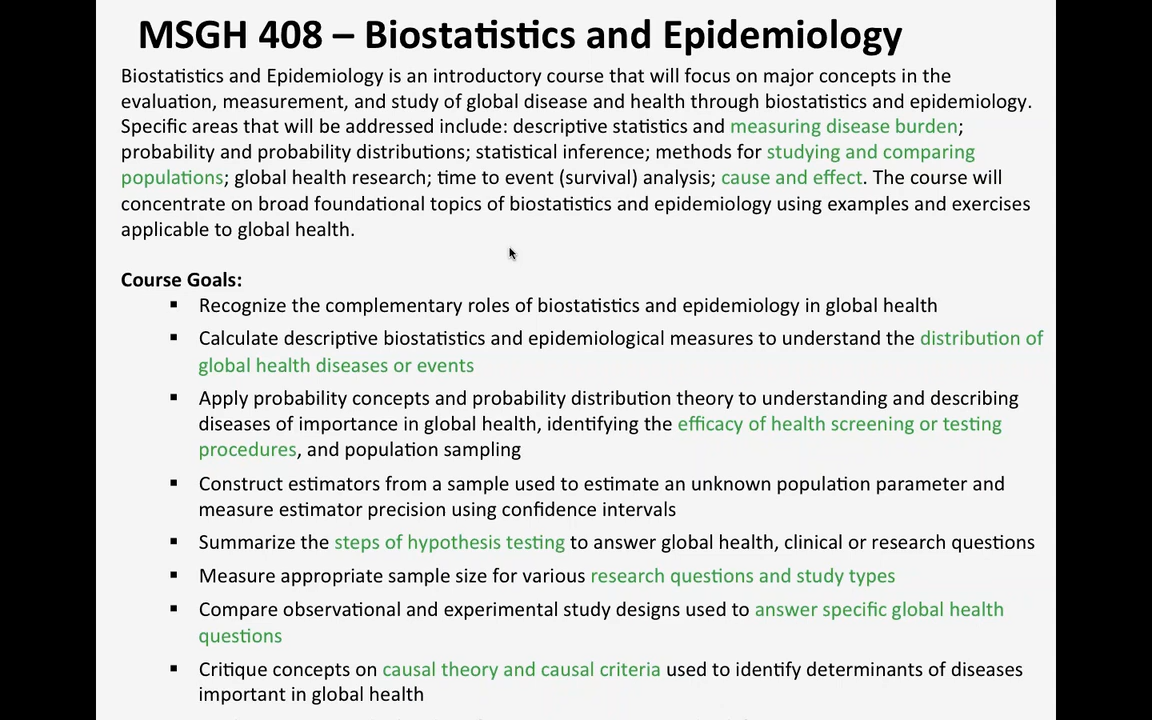 MSGH 408 – Biostatistics and Epidemiology
Biostatistics and Epidemiology is an introductory course that will focus on major concepts in the
evaluation, measurement, and study of global disease and health through biostatistics and epidemiology.
Specific areas that will be addressed include: descriptive statistics and measuring disease burden;
probability and probability distributions; statistical inference; methods for studying and comparing
populations; global health research; time to event (survival) analysis; cause and effect. The course will
concentrate on broad foundational topics of biostatistics and epidemiology using examples and exercises
applicable to global health.
Course Goals:
▪ Recognize the complementary roles of biostatistics and epidemiology in global health
▪ Calculate descriptive biostatistics and epidemiological measures to understand the distribution of
global health diseases or events
▪ Apply probability concepts and probability distribution theory to understanding and describing
diseases of importance in global health, identifying the efficacy of health screening or testing
procedures, and population sampling
▪ Construct estimators from a sample used to estimate an unknown population parameter and
measure estimator precision using confidence intervals
▪ Summarize the steps of hypothesis testing to answer global health, clinical or research questions
▪ Measure appropriate sample size for various research questions and study types
▪ Compare observational and experimental study designs used to answer specific global health
questions
▪ Critique concepts on causal theory and causal criteria used to identify determinants of diseases
important in global health